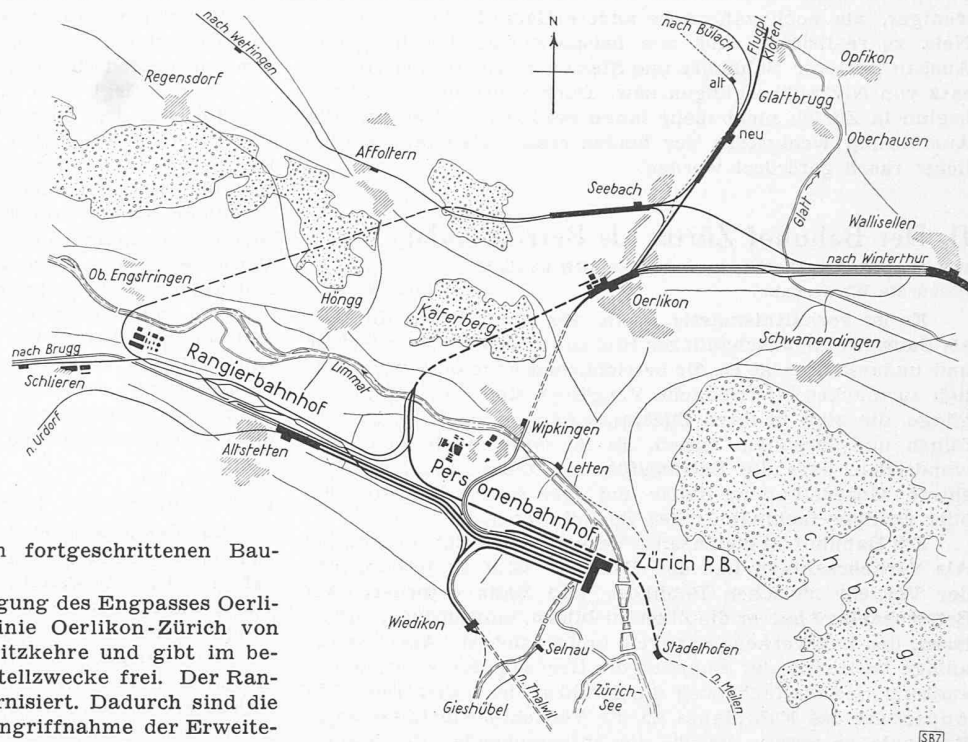 nach Wettingen
Regensdorf
N
nach Bülach
Flugpl.
Kloten
Opfikon
alt
Glattbrugg
neu
Oberhausen
Affoltern
Seebach
Glatt
Wallisellen
nach Winterthur
Ob. Engstringen
Höngg
Käferberg
Oerlikon
Schwamendingen
nach Brugg
Schlieren
Rangierbahnhof
Limmat
n. Urdorf
Altstetten
Wipkingen
Letten
Personenbahnhof
Zürichberg
Zürich P.B.
Wiedikon
Selnau
Stadelhofen
n. Thalwil
Gieshübel
Zürich-
See
n. Meilen
SBZ
n fortgeschrittenen Bau-
gung des Engpasses Oerli-
inie Oerlikon-Zürich von
itzkehre und gibt im be-
tellzwecke frei. Der Ran-
rnisiert. Dadurch sind die
ngriffnahme der Erweite-